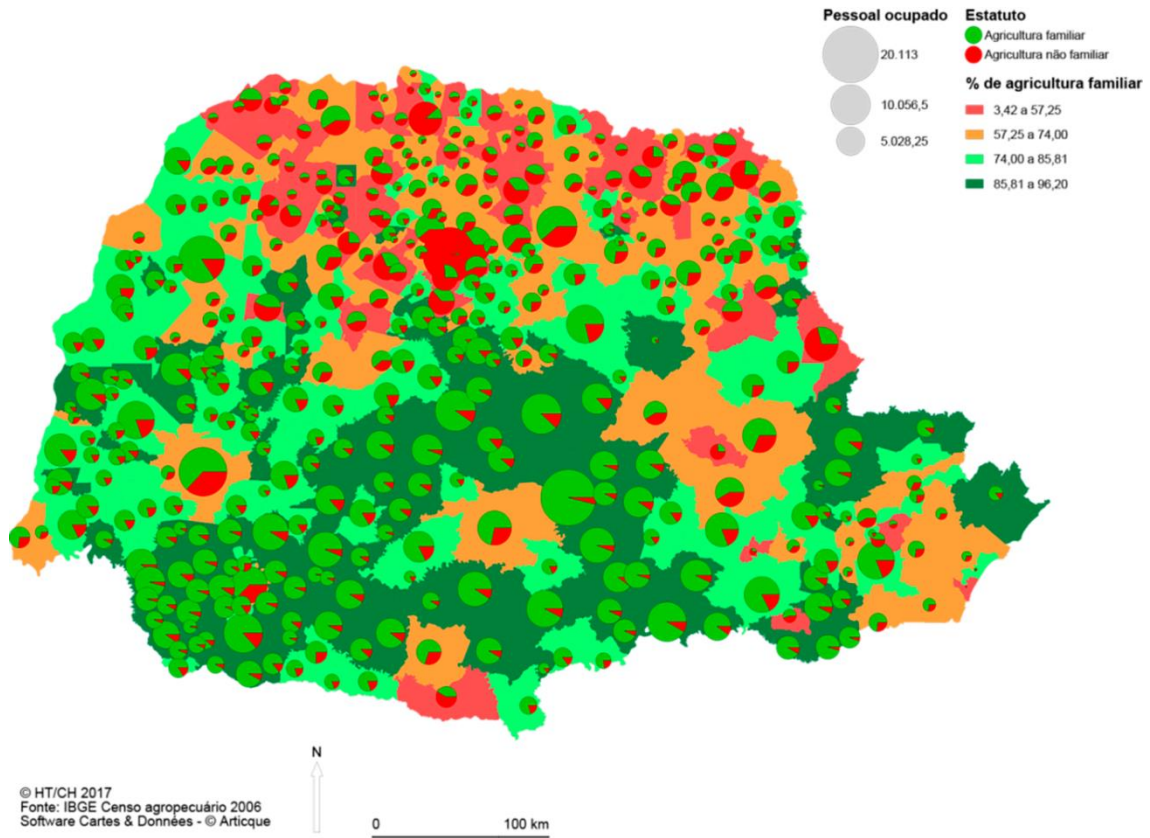 Pessoal ocupado
20.113
10.056,5
5.028,25
Estatuto
Agricultura familiar
Agricultura não familiar
% de agricultura familiar
3,42 a 57,25
57,25 a 74,00
74,00 a 85,81
85,81 a 96,20
N
© HT/CH 2017
Fonte: IBGE Censo agropecuário 2006
Software Cartes & Données - © Articque
0 100 km